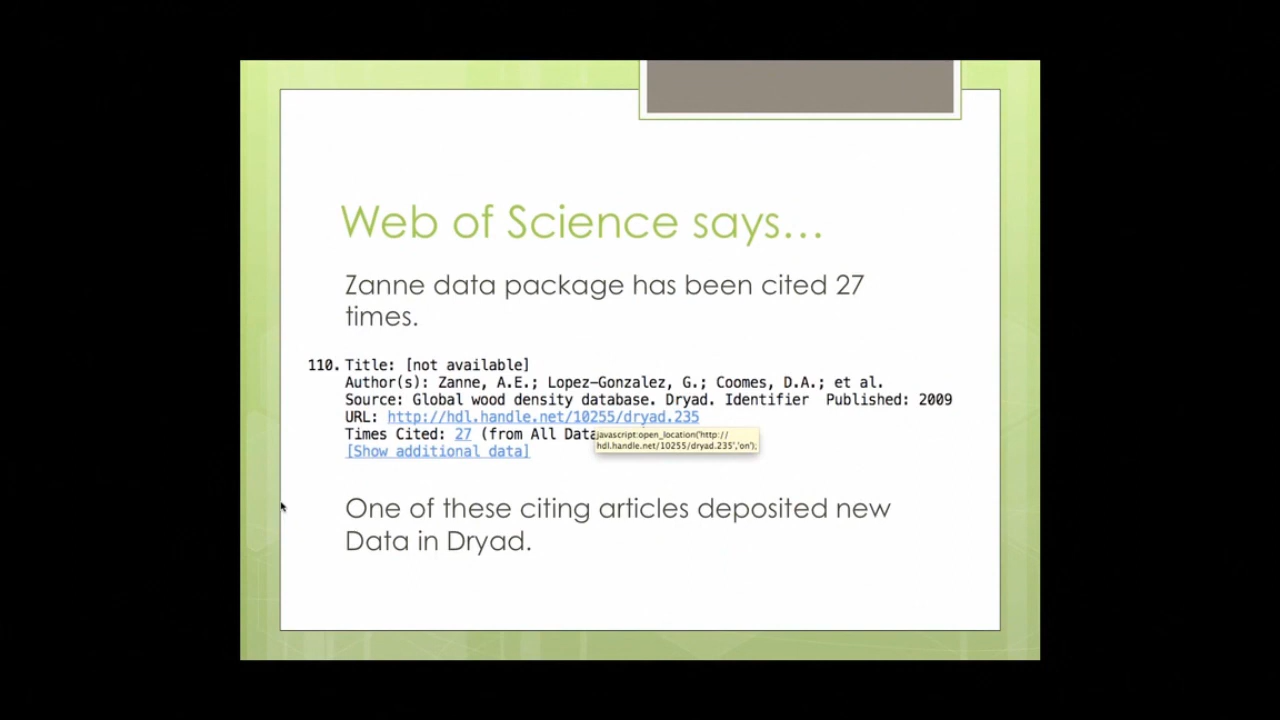 Web of Science says...
Zanne data package has been cited 27
times.
110. Title: [not available]
Author(s): Zanne, A.E.; Lopez-Gonzalez, G.; Coomes, D.A.; et al.
Source: Global wood density database. Dryad. Identifier Published: 2009
URL: http://hdl.handle.net/10255/dryad.235
Times Cited: 27 (from All Data
javascript:open_location('http://
hdl.handle.net/10255/dryad.235','on');
[Show additional data]
One of these citing articles deposited new
Data in Dryad.